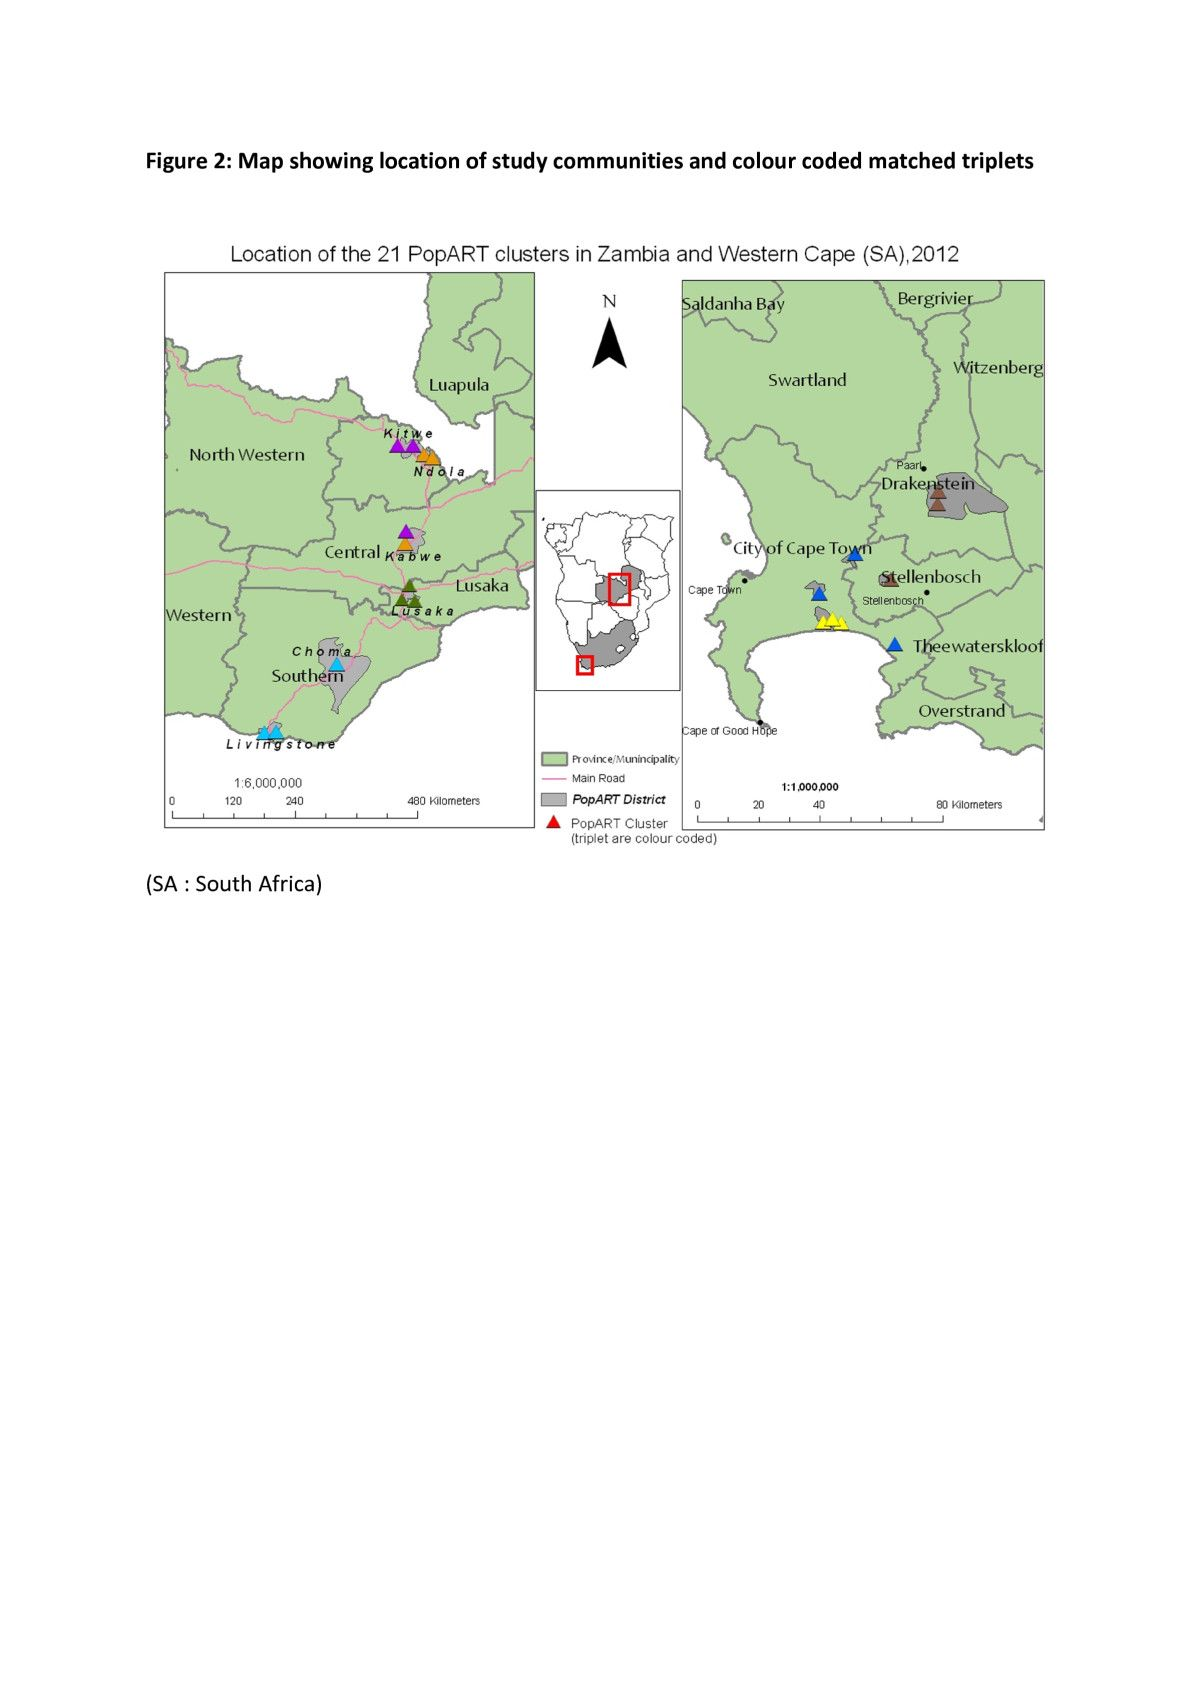 Figure 2: Map showing location of study communities and colour coded matched triplets
Location of the 21 PopART clusters in Zambia and Western Cape (SA),2012
Luapula
Kitwe
North Western
Ndola
Central
Kabwe
Lusaka
Western
Lusaka
Choma
Southern
Livingstone
1:6,000,000
0 120 240 480 Kilometers
N
Province/Munincipality
Main Road
PopART District
PopART Cluster
(triplet are colour coded)
Saldanha Bay
Bergrivier
Witzenberg
Swartland
Paarl
Drakenstein
City of Cape Town
Stellenbosch
Cape Town
Stellenbosch
Theewaterskloof
Overstrand
Cape of Good Hope
1:1,000,000
0 20 40 80 Kilometers
(SA : South Africa)